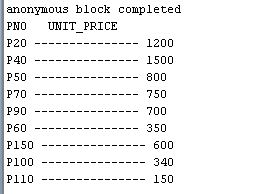 anonymous block completed
PNO   UNIT_PRICE
P20 --------------- 1200
P40 --------------- 1500
P50 --------------- 800
P70 --------------- 750
P90 --------------- 700
P60 --------------- 350
P150 --------------- 600
P100 --------------- 340
P110 --------------- 150